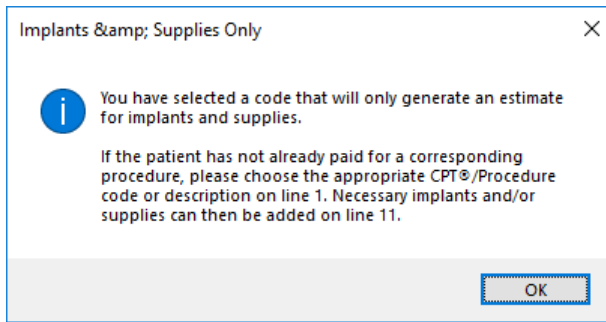 Implants &amp; Supplies Only
You have selected a code that will only generate an estimate
for implants and supplies.
If the patient has not already paid for a corresponding
procedure, please choose the appropriate CPT®/Procedure
code or description on line 1. Necessary implants and/or
supplies can then be added on line 11.
OK